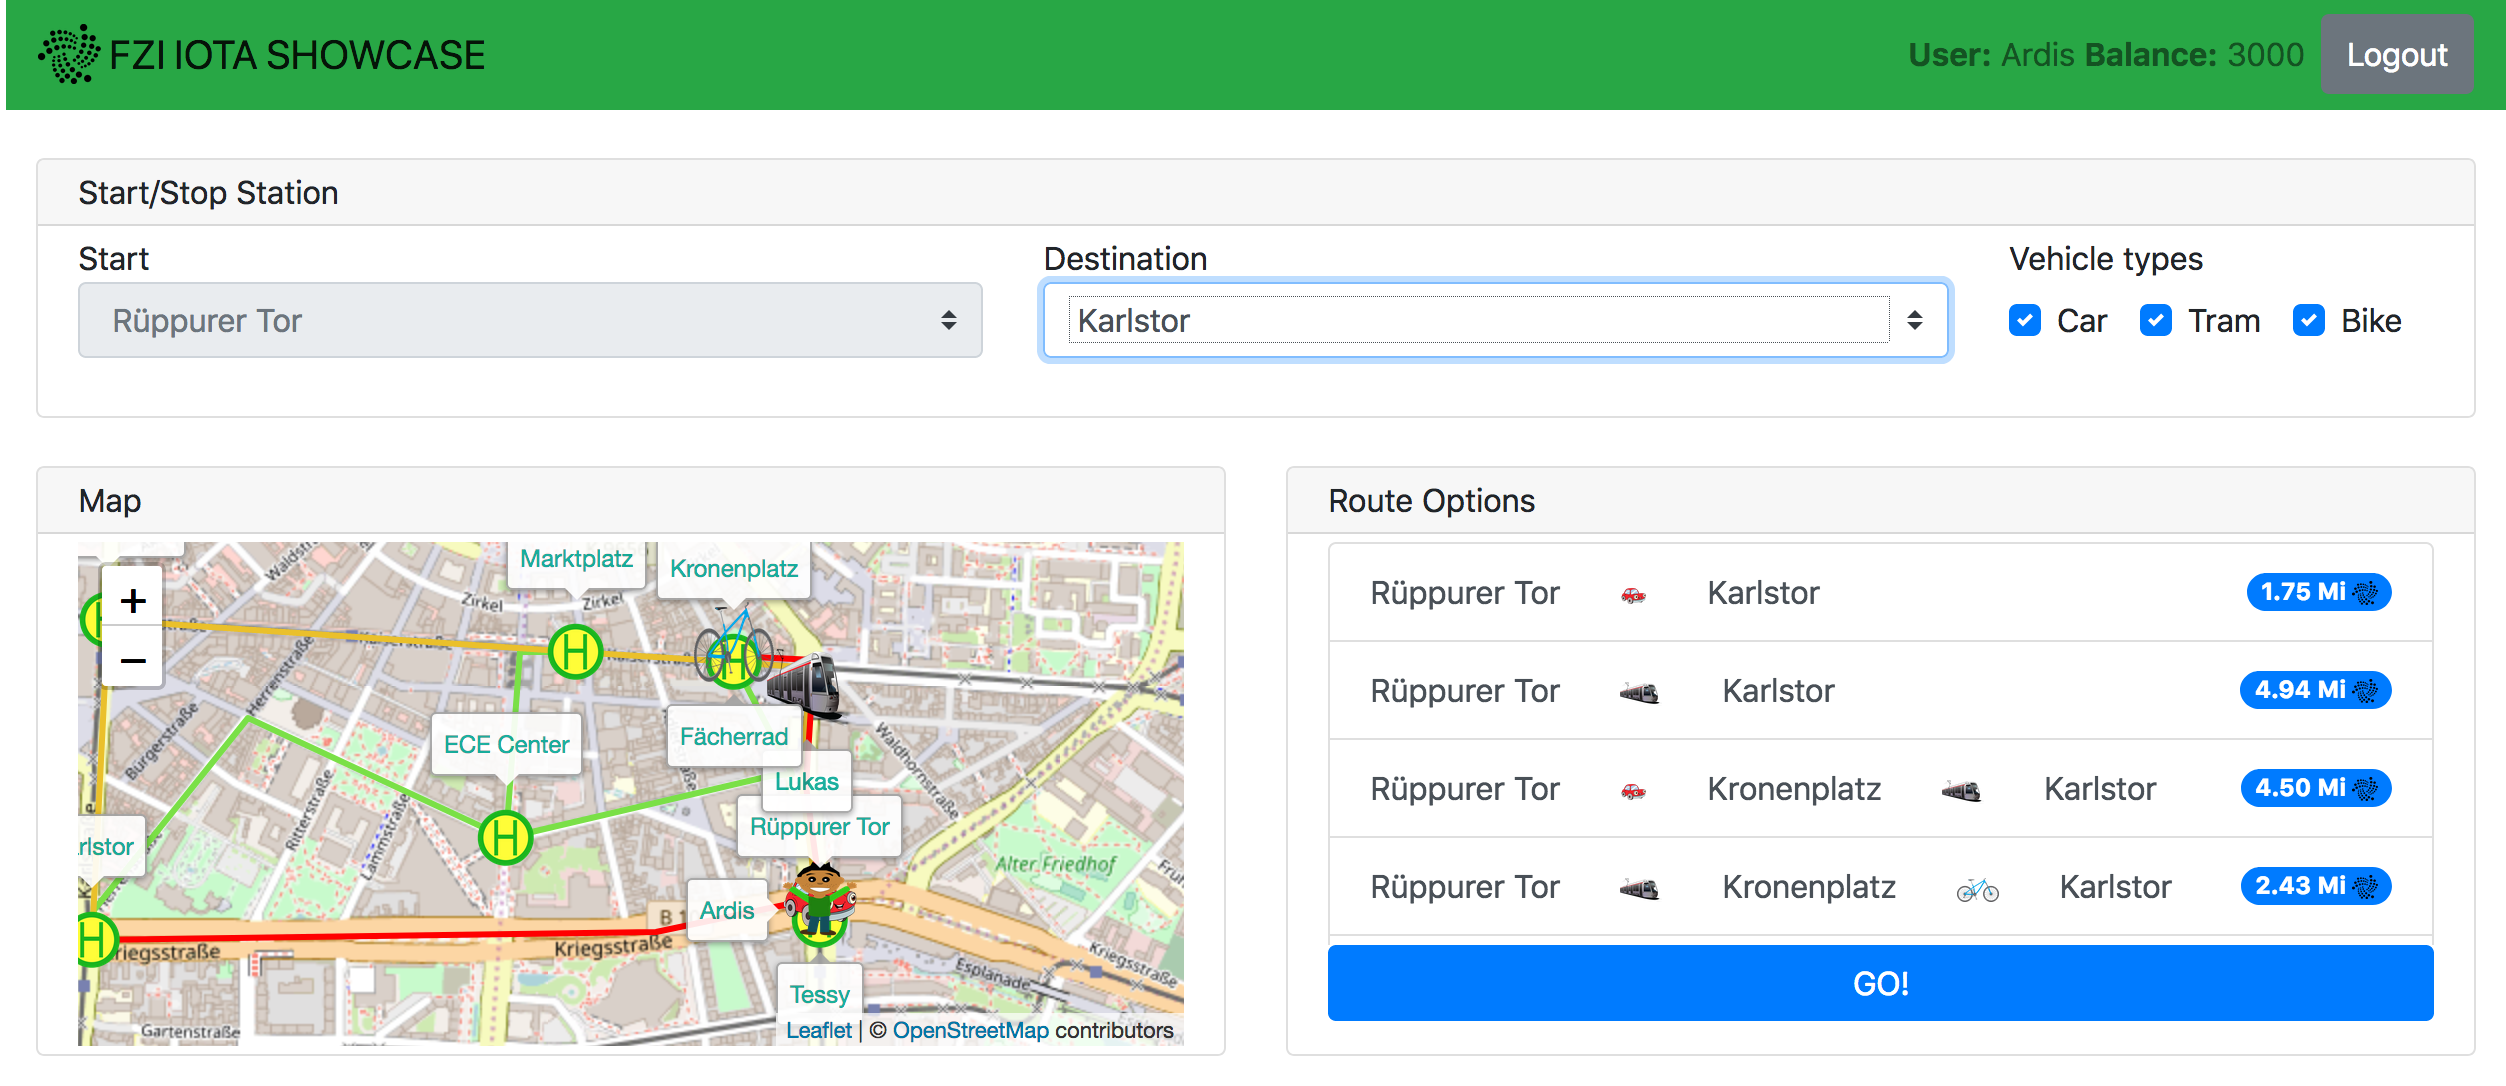 FZI IOTA SHOWCASE
User: Ardis Balance: 3000
Logout
Start/Stop Station
Start
Destination
Vehicle types
Rüppurer Tor
Karlstor
Car
Tram
Bike
Map
Route Options
Marktplatz
Kronenplatz
Waldstr
Zirkel
Zirkel
+
−
Kaiserstraße
Herrenstraße
Bürgerstraße
ECE Center
Fächerrad
Lukas
Rüppurer Tor
Waldhornstraße
Ritterstraße
Lammstraße
rlstor
H
H
H
H
Alter Friedhof
Ardis
B 1
Kriegsstraße
riegsstraße
Kriegsstraße
Esplanade
Tessy
Gartenstraße
Leaflet | © OpenStreetMap contributors
Rüppurer Tor Karlstor 1.75 Mi
Rüppurer Tor Karlstor 4.94 Mi
Rüppurer Tor Kronenplatz Karlstor 4.50 Mi
Rüppurer Tor Kronenplatz Karlstor 2.43 Mi
GO!